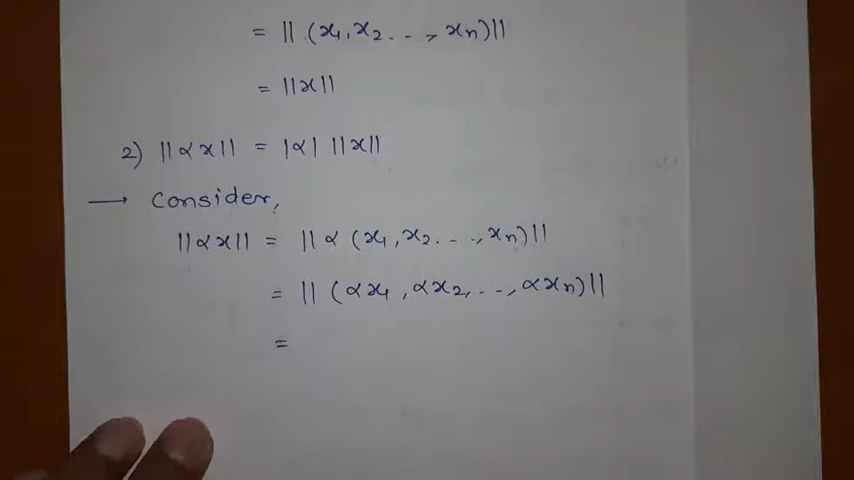 = || (x₁, x₂. . ., xₙ)||
= ||x||
2) ||αx|| = |α| ||x||
→ Consider,
||αx|| = || α (x₁, x₂. . ., xₙ)||
= || (αx₁, αx₂, . . ., αxₙ)||
=